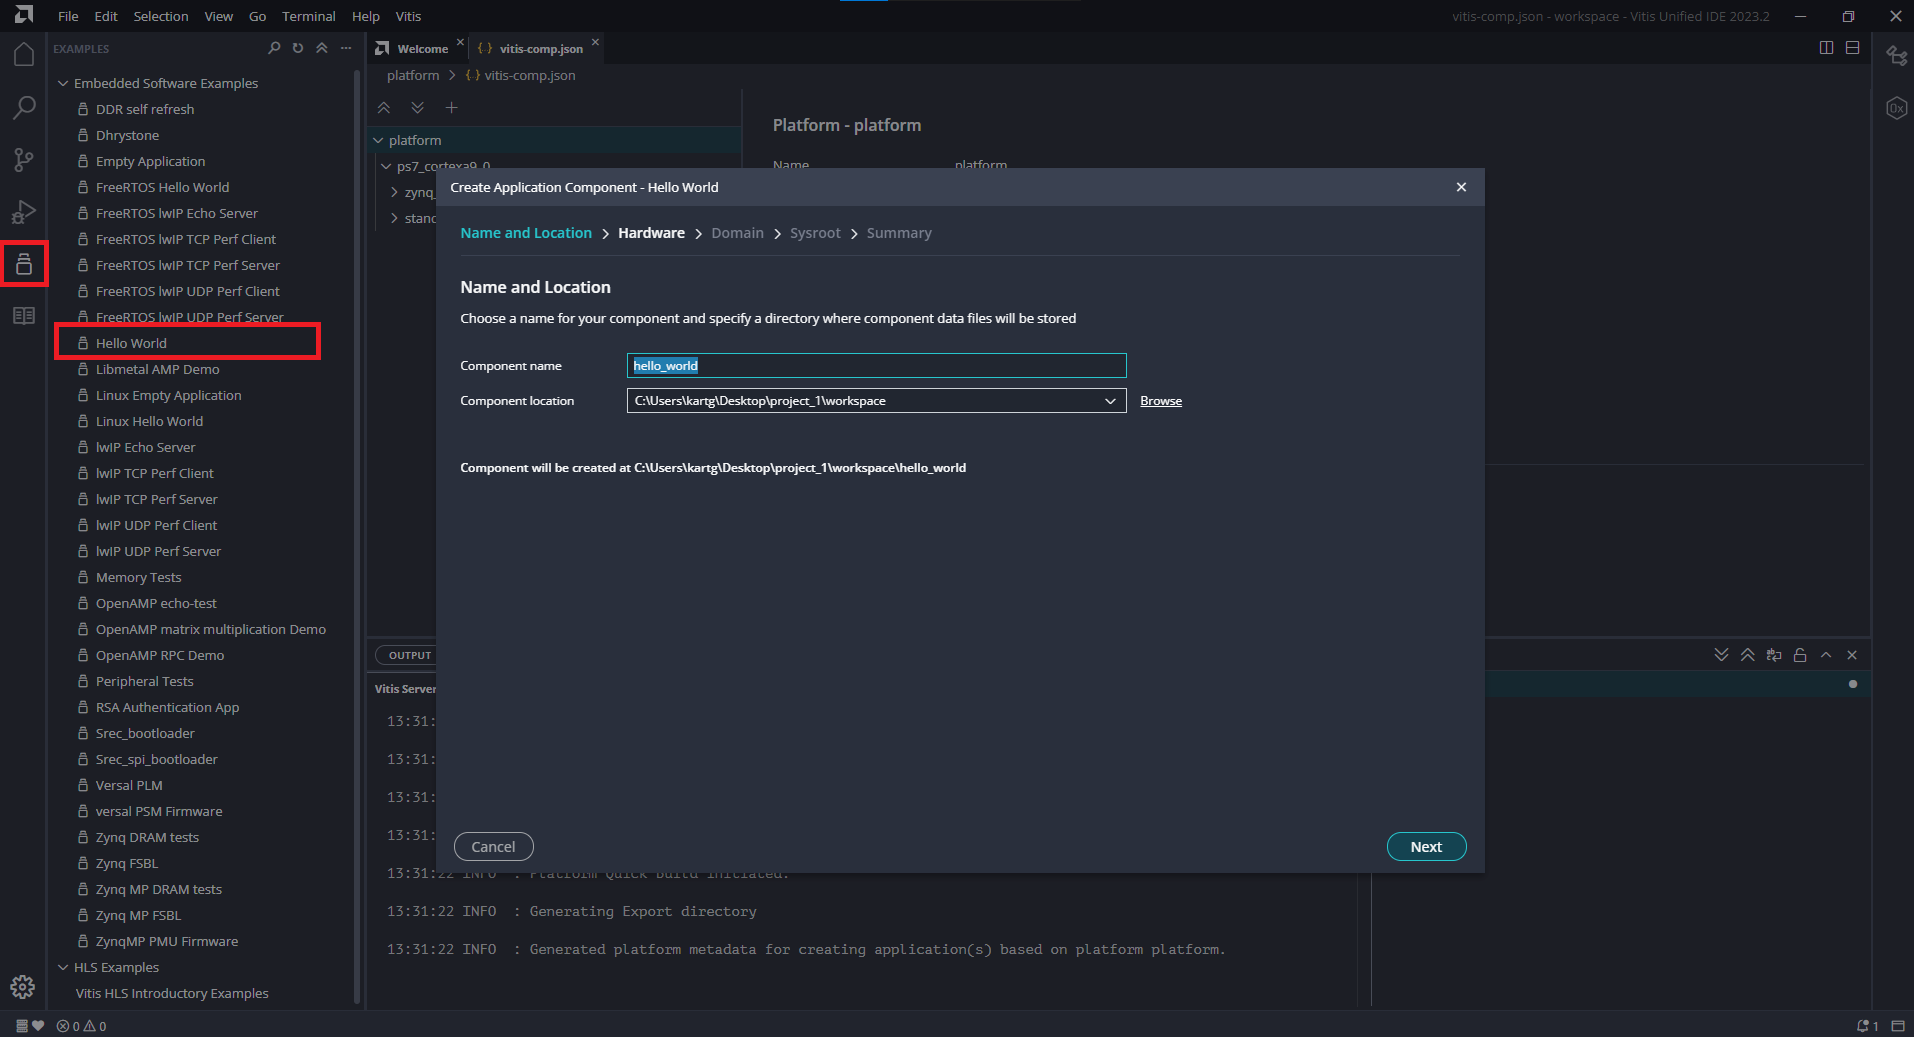 File Edit Selection View Go Terminal Help Vitis
vitis-comp.json - workspace - Vitis Unified IDE 2023.2
EXAMPLES
Embedded Software Examples
DDR self refresh
Dhrystone
Empty Application
FreeRTOS Hello World
FreeRTOS lwIP Echo Server
FreeRTOS lwIP TCP Perf Client
FreeRTOS lwIP TCP Perf Server
FreeRTOS lwIP UDP Perf Client
FreeRTOS lwIP UDP Perf Server
Hello World
Libmetal AMP Demo
Linux Empty Application
Linux Hello World
lwIP Echo Server
lwIP TCP Perf Client
lwIP TCP Perf Server
lwIP UDP Perf Client
lwIP UDP Perf Server
Memory Tests
OpenAMP echo-test
OpenAMP matrix multiplication Demo
OpenAMP RPC Demo
Peripheral Tests
RSA Authentication App
Srec_bootloader
Srec_spi_bootloader
Versal PLM
versal PSM Firmware
Zynq DRAM tests
Zynq FSBL
Zynq MP DRAM tests
Zynq MP FSBL
ZynqMP PMU Firmware
HLS Examples
Vitis HLS Introductory Examples
Welcome
{..} vitis-comp.json
platform > {..} vitis-comp.json
platform
ps7_cortexa9_0
zynq_
stanc
Platform - platform
Name platform
Create Application Component - Hello World
Name and Location > Hardware > Domain > Sysroot > Summary
Name and Location
Choose a name for your component and specify a directory where component data files will be stored
Component name hello_world
Component location C:\Users\kartg\Desktop\project_1\workspace Browse
Component will be created at C:\Users\kartg\Desktop\project_1\workspace\hello_world
Cancel Next
OUTPUT
Vitis Server
13:31:
13:31:
13:31:
13:31:
13:31:22 INFO : Platform Quick build initiated.
13:31:22 INFO : Generating Export directory
13:31:22 INFO : Generated platform metadata for creating application(s) based on platform platform.
0x
0 0
1